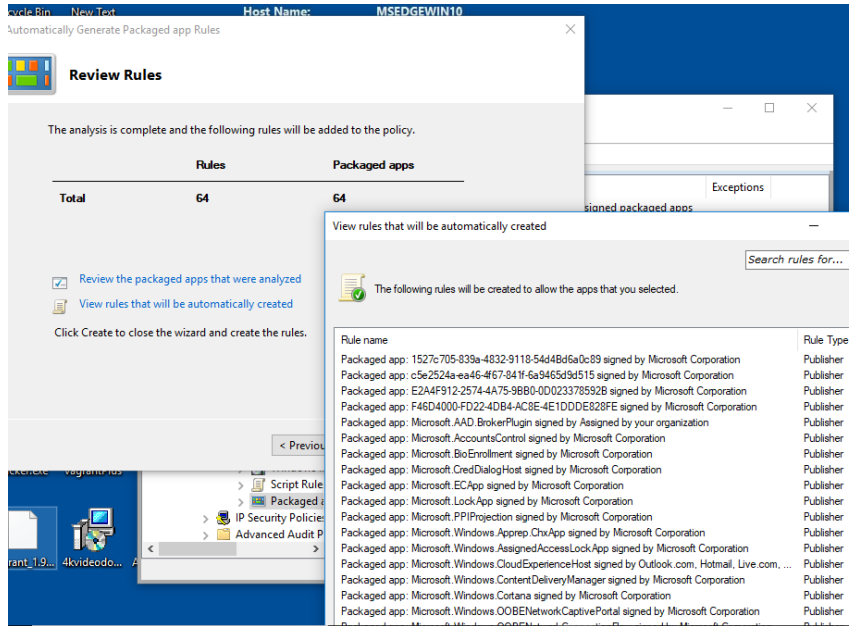 cycle Bin New Text Host Name: MSEDGEWIN10
Automatically Generate Packaged app Rules
Review Rules
The analysis is complete and the following rules will be added to the policy.
Rules Packaged apps
Total 64 64
Exceptions
signed packaged apps
View rules that will be automatically created
Search rules for...
Review the packaged apps that were analyzed
View rules that will be automatically created
Click Create to close the wizard and create the rules.
< Previou
The following rules will be created to allow the apps that you selected.
Rule name Rule Type
Packaged app: 1527c705-839a-4832-9118-54d4Bd6a0c89 signed by Microsoft Corporation Publisher
Packaged app: c5e2524a-ea46-4f67-841f-6a9465d9d515 signed by Microsoft Corporation Publisher
Packaged app: E2A4F912-2574-4A75-9BB0-0D023378592B signed by Microsoft Corporation Publisher
Packaged app: F46D4000-FD22-4DB4-AC8E-4E1DDDE828FE signed by Microsoft Corporation Publisher
Packaged app: Microsoft.AAD.BrokerPlugin signed by Assigned by your organization Publisher
Packaged app: Microsoft.AccountsControl signed by Microsoft Corporation Publisher
Packaged app: Microsoft.BioEnrollment signed by Microsoft Corporation Publisher
Packaged app: Microsoft.CredDialogHost signed by Microsoft Corporation Publisher
Packaged app: Microsoft.ECApp signed by Microsoft Corporation Publisher
Packaged app: Microsoft.LockApp signed by Microsoft Corporation Publisher
Packaged app: Microsoft.PPIProjection signed by Microsoft Corporation Publisher
Packaged app: Microsoft.Windows.Apprep.ChxApp signed by Microsoft Corporation Publisher
Packaged app: Microsoft.Windows.AssignedAccessLockApp signed by Microsoft Corporation Publisher
Packaged app: Microsoft.Windows.CloudExperienceHost signed by Outlook.com, Hotmail, Live.com, ... Publisher
Packaged app: Microsoft.Windows.ContentDeliveryManager signed by Microsoft Corporation Publisher
Packaged app: Microsoft.Windows.Cortana signed by Microsoft Corporation Publisher
Packaged app: Microsoft.Windows.OOBENetworkCaptivePortal signed by Microsoft Corporation Publisher
Script Rule
Packaged a
IP Security Policie
Advanced Audit P
rant_1.9... 4kvideodo... A